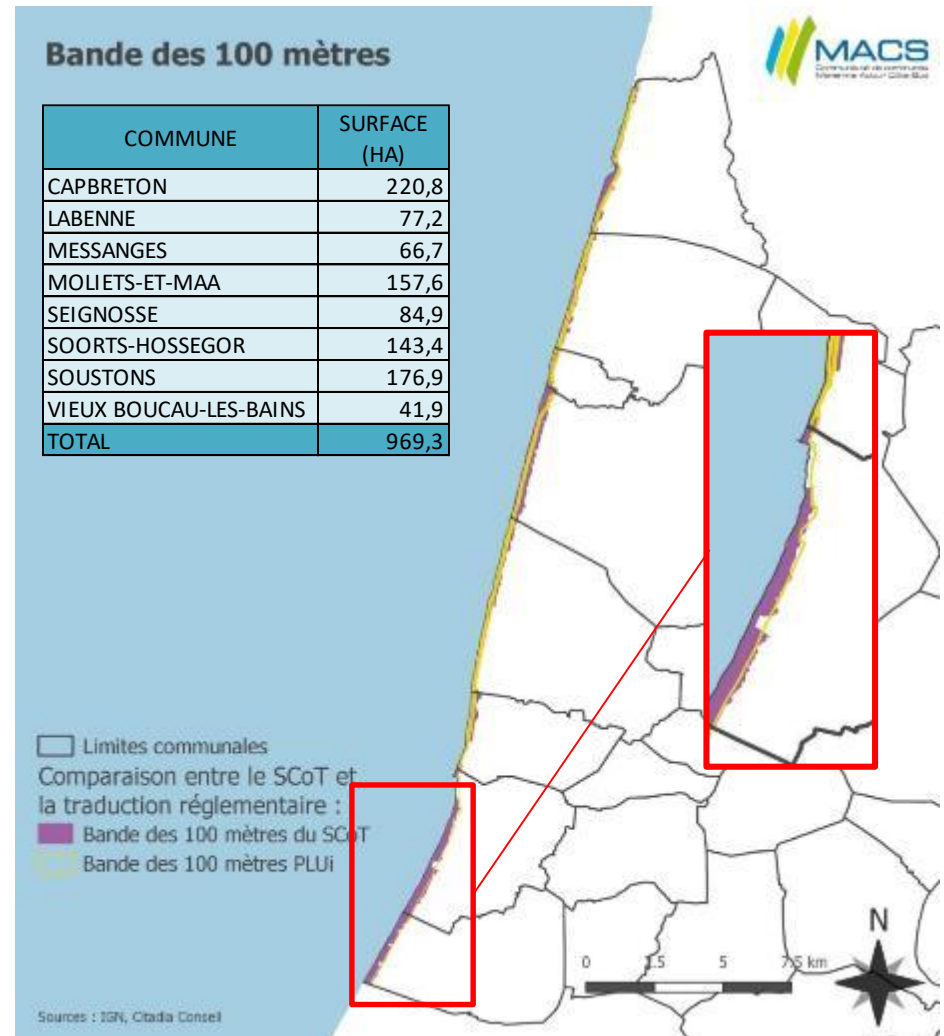 Bande des 100 mètres
MACS
COMMUNE SURFACE (HA)
CAPBRETON 220,8
LABENNE 77,2
MESSANGES 66,7
MOLIETS-ET-MAA 157,6
SEIGNOSSE 84,9
SOORTS-HOSSEGOR 143,4
SOUSTONS 176,9
VIEUX BOUCAU-LES-BAINS 41,9
TOTAL 969,3
Limites communales
Comparaison entre le SCoT et
la traduction réglementaire :
Bande des 100 mètres du SCoT
Bande des 100 mètres PLUi
N
0 2.5 5 7.5 km
Sources : IGN, Citadia Conseil